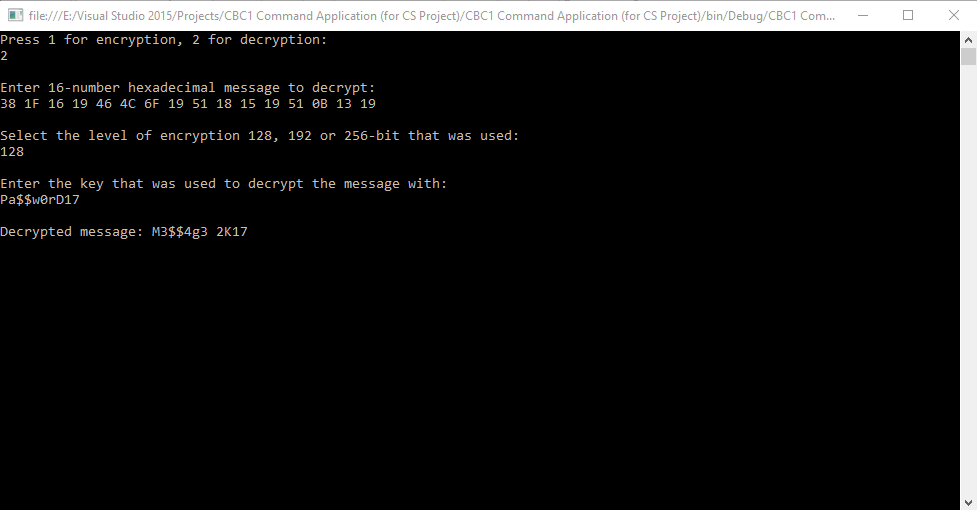 file:///E:/Visual Studio 2015/Projects/CBC1 Command Application (for CS Project)/CBC1 Command Application (for CS Project)/bin/Debug/CBC1 Com...
Press 1 for encryption, 2 for decryption:
2
Enter 16-number hexadecimal message to decrypt:
38 1F 16 19 46 4C 6F 19 51 18 15 19 51 0B 13 19
Select the level of encryption 128, 192 or 256-bit that was used:
128
Enter the key that was used to decrypt the message with:
Pa$$w0rD17
Decrypted message: M3$$4g3 2K17